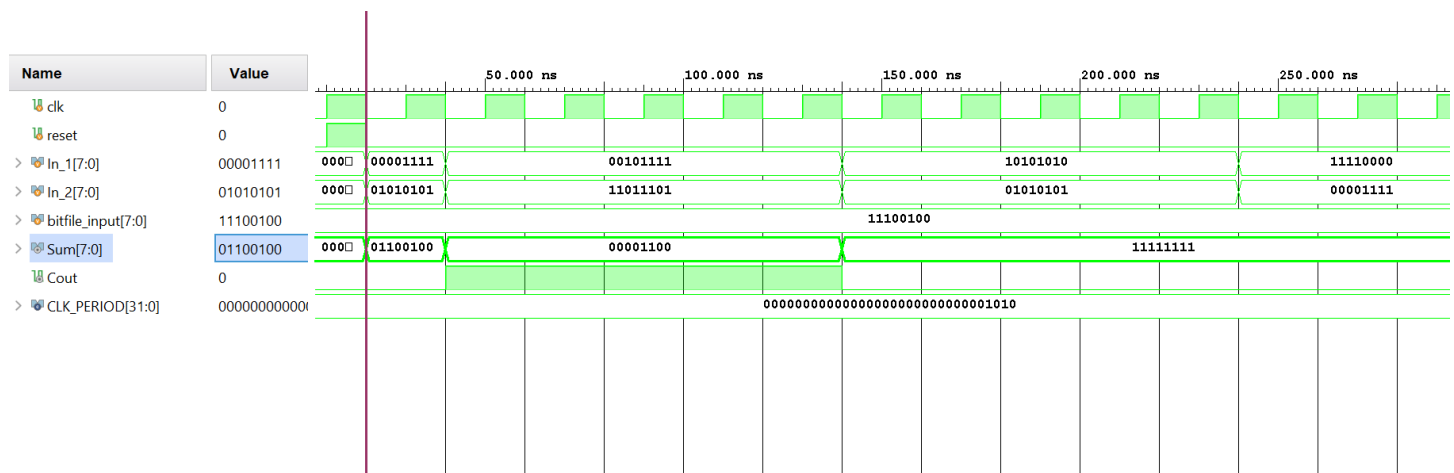 Name Value 50.000 ns 100.000 ns 150.000 ns 200.000 ns 250.000 ns
clk 0
reset 0
In_1[7:0] 00001111 000 00001111 00101111 10101010 11110000
In_2[7:0] 01010101 000 01010101 11011101 01010101 00001111
bitfile_input[7:0] 11100100 11100100
Sum[7:0] 01100100 000 01100100 00001100 11111111
Cout 0
CLK_PERIOD[31:0] 000000000000 00000000000000000000000000001010